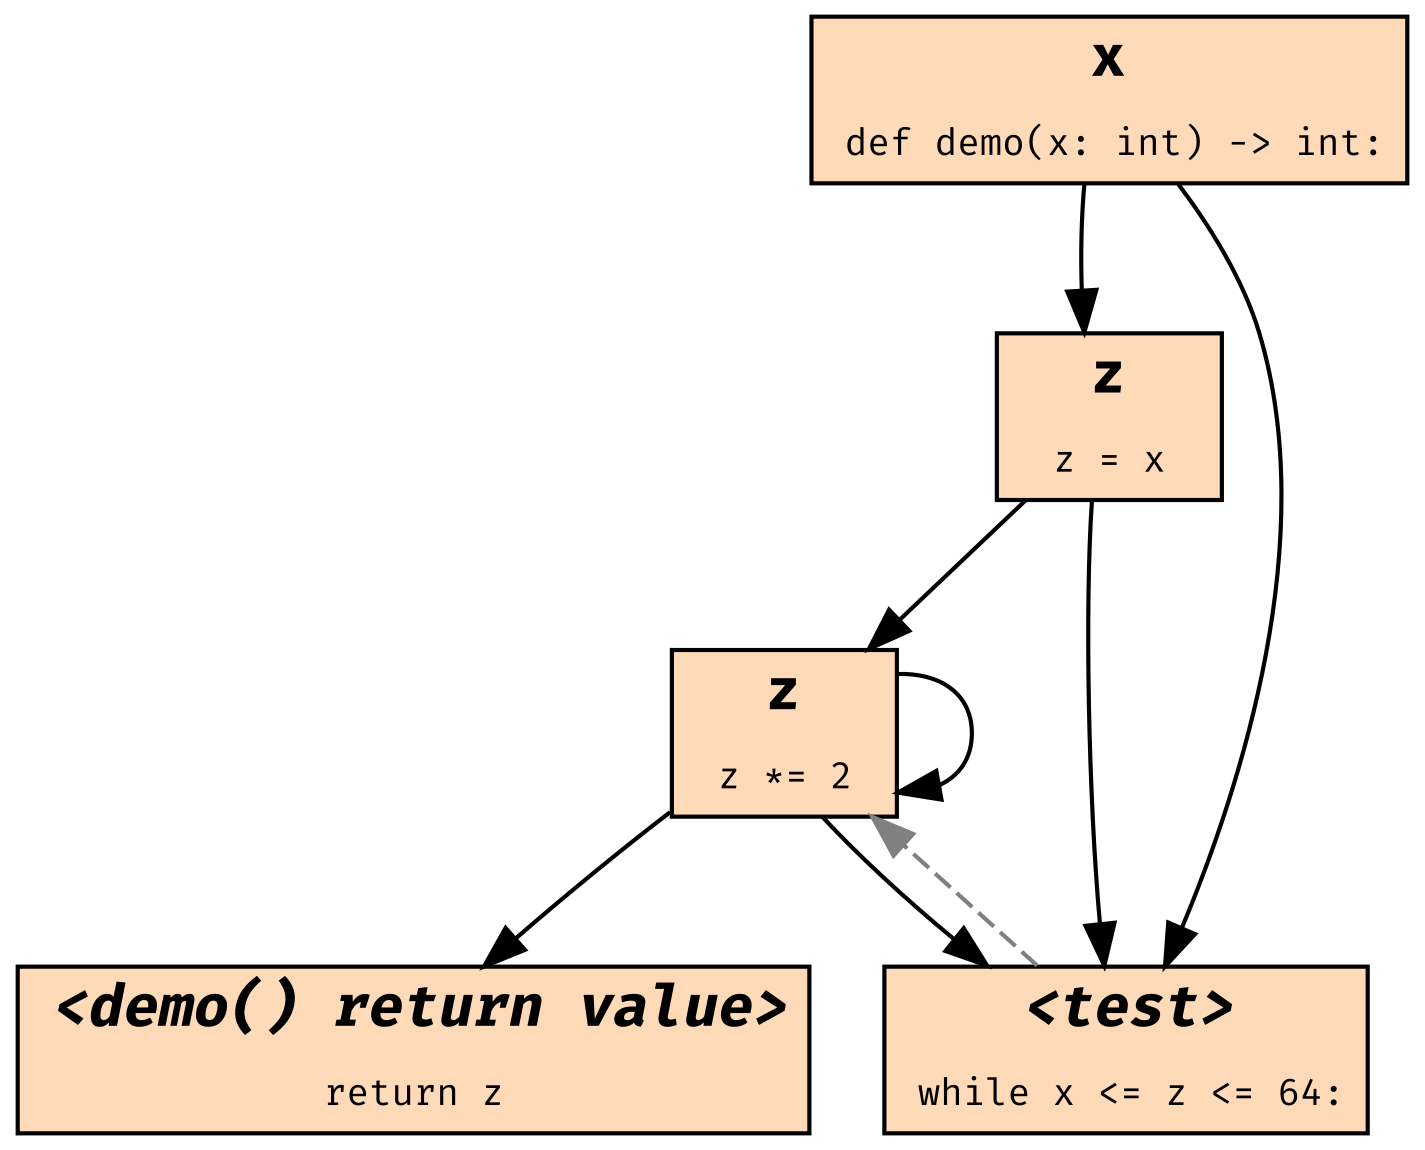 x
def demo(x: int) -> int:
z
z = x
z
z *= 2
<demo() return value>
return z
<test>
while x <= z <= 64: